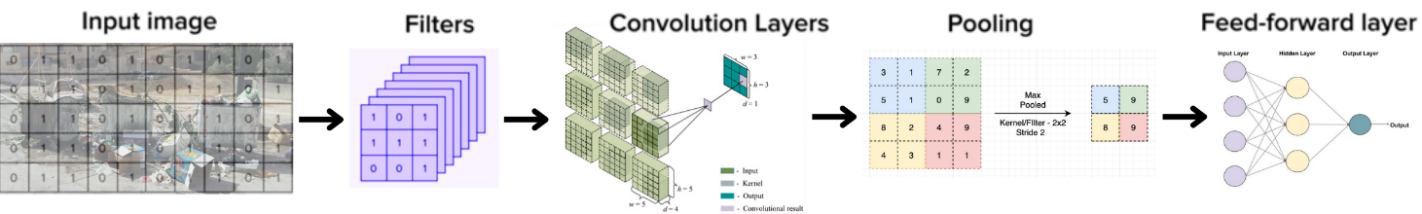 Input image
Filters
Convolution Layers
Pooling
Feed-forward layer
0 1 1 0 1 0 1 1 0 1
1 0 1
1 1 1
0 0 1
w = 3
h = 3
d = 1
h = 5
w = 5
d = 4
- Input
- Kernel
- Output
- Convolutional result
3 1 7 2
5 1 0 9
8 2 4 9
4 3 1 1
Max
Pooled
Kernel/Filter - 2x2
Stride 2
5 9
8 9
Input Layer
Hidden Layer
Output Layer
Output